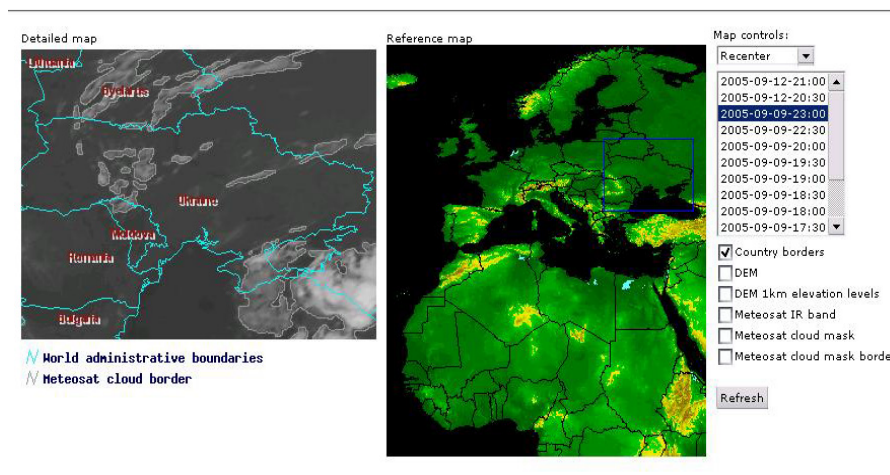 Detailed map
Reference map
Map controls:
Recenter
2005-09-12-21:00
2005-09-12-20:30
2005-09-09-23:00
2005-09-09-22:30
2005-09-09-20:00
2005-09-09-19:30
2005-09-09-19:00
2005-09-09-18:30
2005-09-09-18:00
2005-09-09-17:30
Country borders
DEM
DEM 1km elevation levels
Meteosat IR band
Meteosat cloud mask
Meteosat cloud mask borde
Refresh
Lithuania
Byelarus
Ukraine
Moldova
Romania
Bulgaria
World administrative boundaries
Meteosat cloud border